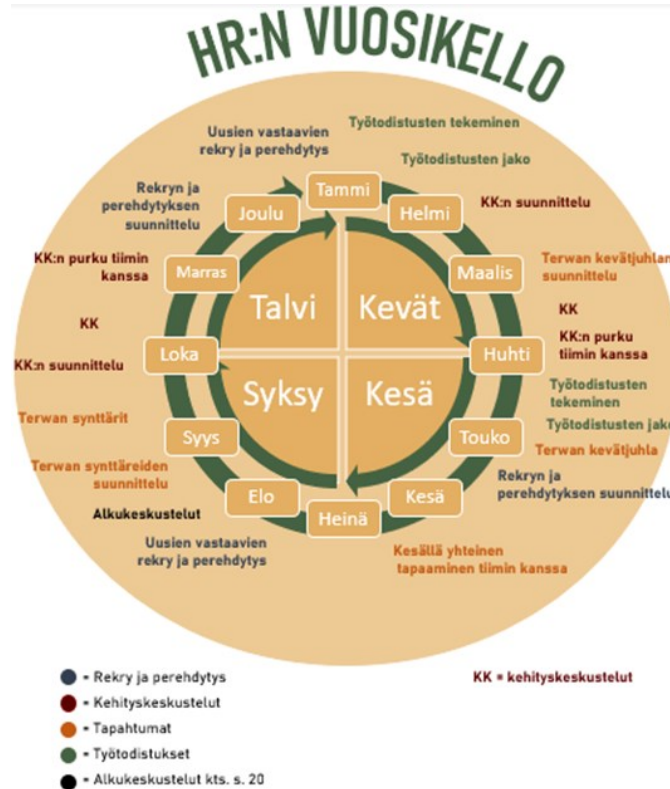 HR:N VUOSIKELLO
Työtodistusten tekeminen
Uusien vastaavien
rekry ja perehdytys
Työtodistusten jako
Tammi
Rekryn ja
perehdytyksen
suunnittelu
Joulu
Helmi
KK:n suunnittelu
KK:n purku tiimin
kanssa
Marras
Maalis
Terwan kevätjuhlan
suunnittelu
Talvi
Kevät
KK
KK
KK:n purku
tiimin kanssa
KK:n suunnittelu
Loka
Huhti
Syksy
Kesä
Työtodistusten
tekeminen
Terwan synttärit
Työtodistusten jako
Syys
Touko
Terwan kevätjuhla
Terwan synttäreiden
suunnittelu
Rekryn ja
perehdytyksen suunnittelu
Elo
Kesä
Heinä
Alkukeskustelut
Uusien vastaavien
rekry ja perehdytys
Kesällä yhteinen
tapaaminen tiimin kanssa
= Rekry ja perehdytys
KK = kehityskeskustelut
= Kehityskeskustelut
= Tapahtumat
= Työtodistukset
= Alkukeskustelut kts. s. 20